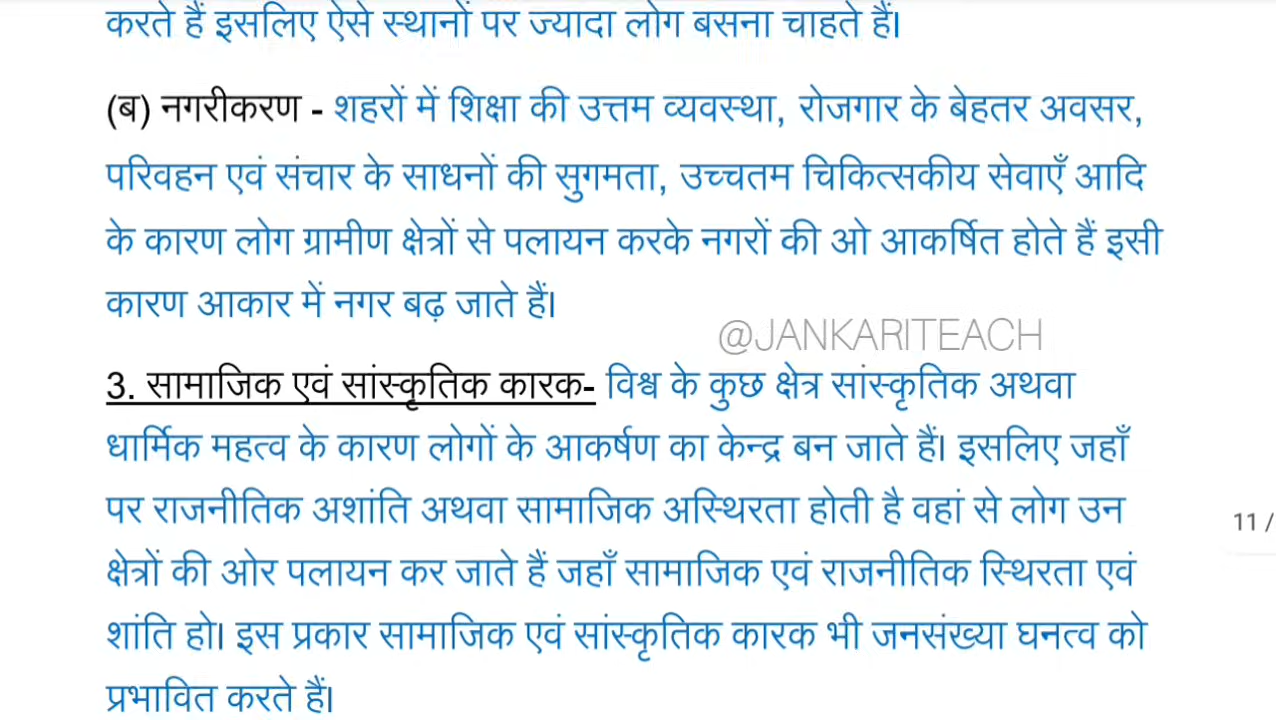 करते हैं इसलिए ऐसे स्थानों पर ज्यादा लोग बसना चाहते हैं।
(ब) नगरीकरण - शहरों में शिक्षा की उत्तम व्यवस्था, रोजगार के बेहतर अवसर,
परिवहन एवं संचार के साधनों की सुगमता, उच्चतम चिकित्सकीय सेवाएँ आदि
के कारण लोग ग्रामीण क्षेत्रों से पलायन करके नगरों की ओ आकर्षित होते हैं इसी
कारण आकार में नगर बढ़ जाते हैं।
@JANKARITEACH
3. सामाजिक एवं सांस्कृतिक कारक- विश्व के कुछ क्षेत्र सांस्कृतिक अथवा
धार्मिक महत्व के कारण लोगों के आकर्षण का केन्द्र बन जाते हैं। इसलिए जहाँ
पर राजनीतिक अशांति अथवा सामाजिक अस्थिरता होती है वहां से लोग उन
11 /
क्षेत्रों की ओर पलायन कर जाते हैं जहाँ सामाजिक एवं राजनीतिक स्थिरता एवं
शांति हो। इस प्रकार सामाजिक एवं सांस्कृतिक कारक भी जनसंख्या घनत्व को
प्रभावित करते हैं।